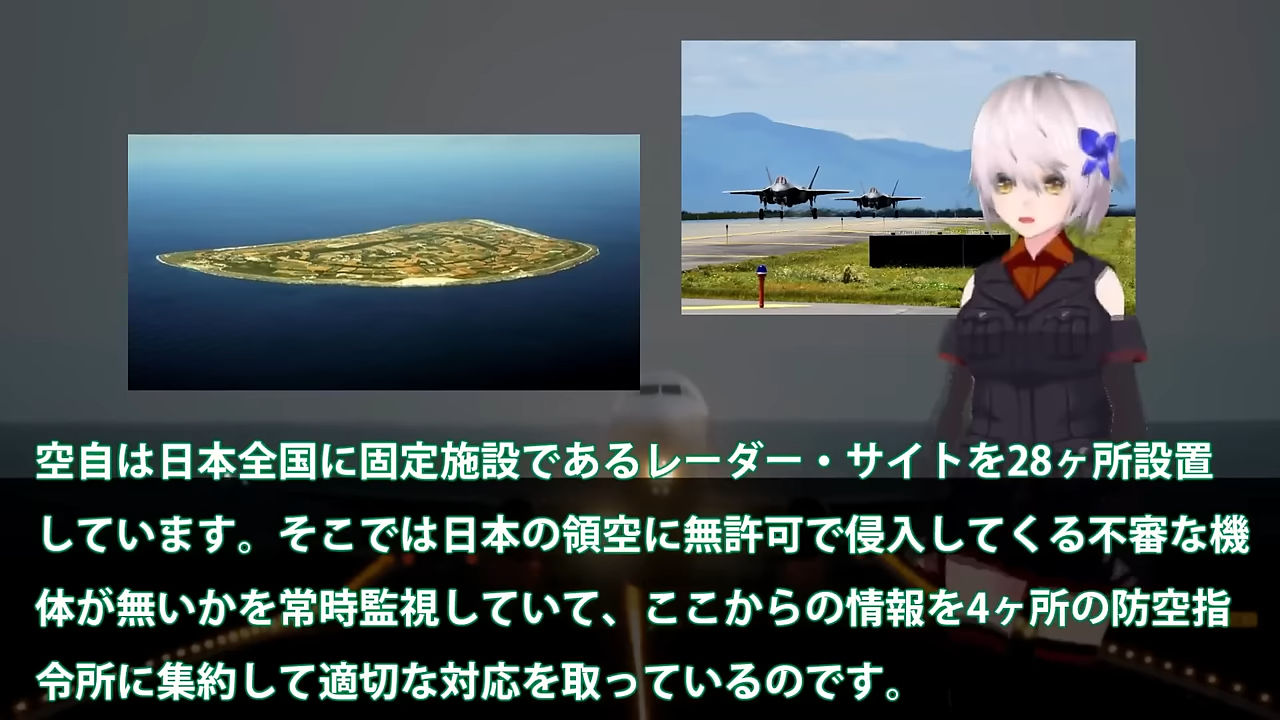 空自は日本全国に固定施設であるレーダー・サイトを28ヶ所設置
しています。そこでは日本の領空に無許可で侵入してくる不審な機
体が無いかを常時監視していて、ここからの情報を4ヶ所の防空指
令所に集約して適切な対応を取っているのです。